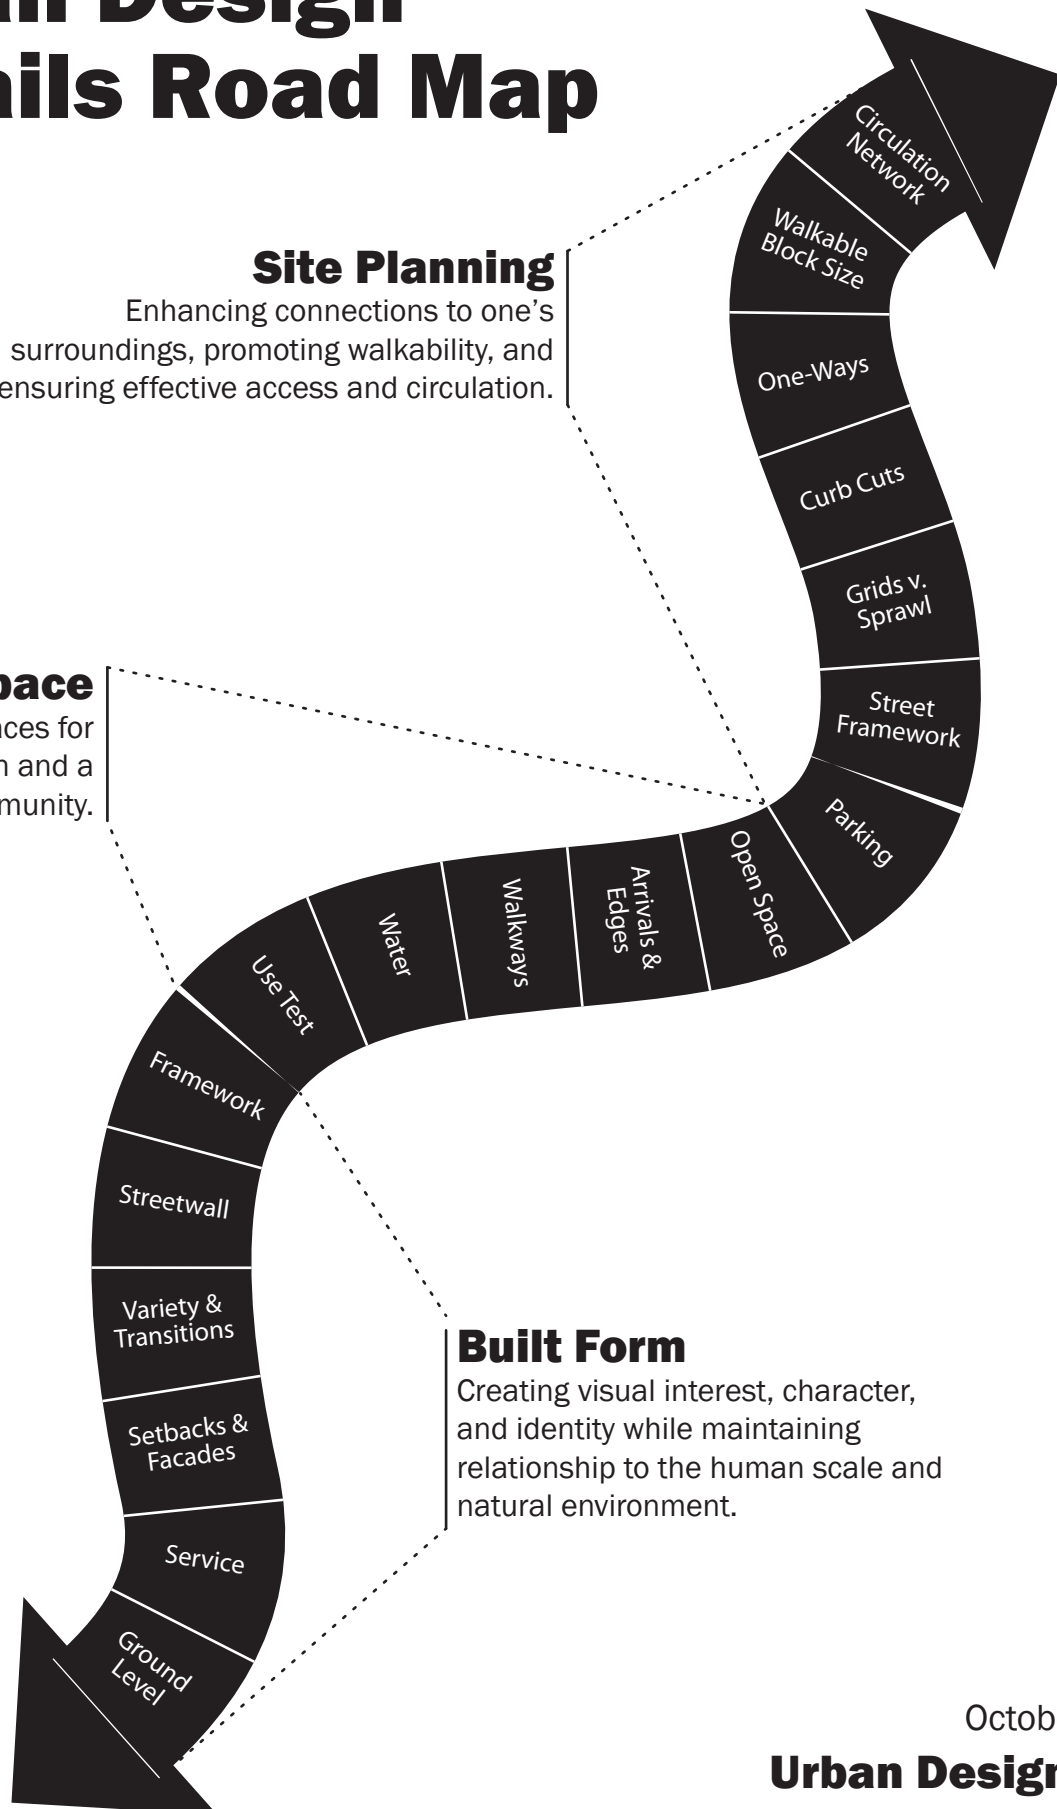 an Design
ails Road Map
Circulation
Network
Walkable
Block Size
Site Planning
Enhancing connections to one’s
surroundings, promoting walkability, and
ensuring effective access and circulation.
One-Ways
Curb Cuts
Grids v.
Sprawl
Street
Framework
Parking
pace
ces for
n and a
munity.
Open Space
Arrivals &
Edges
Walkways
Water
Use Test
Framework
Streetwall
Variety &
Transitions
Built Form
Creating visual interest, character,
and identity while maintaining
relationship to the human scale and
natural environment.
Setbacks &
Facades
Service
Ground
Level
Octob
Urban Design